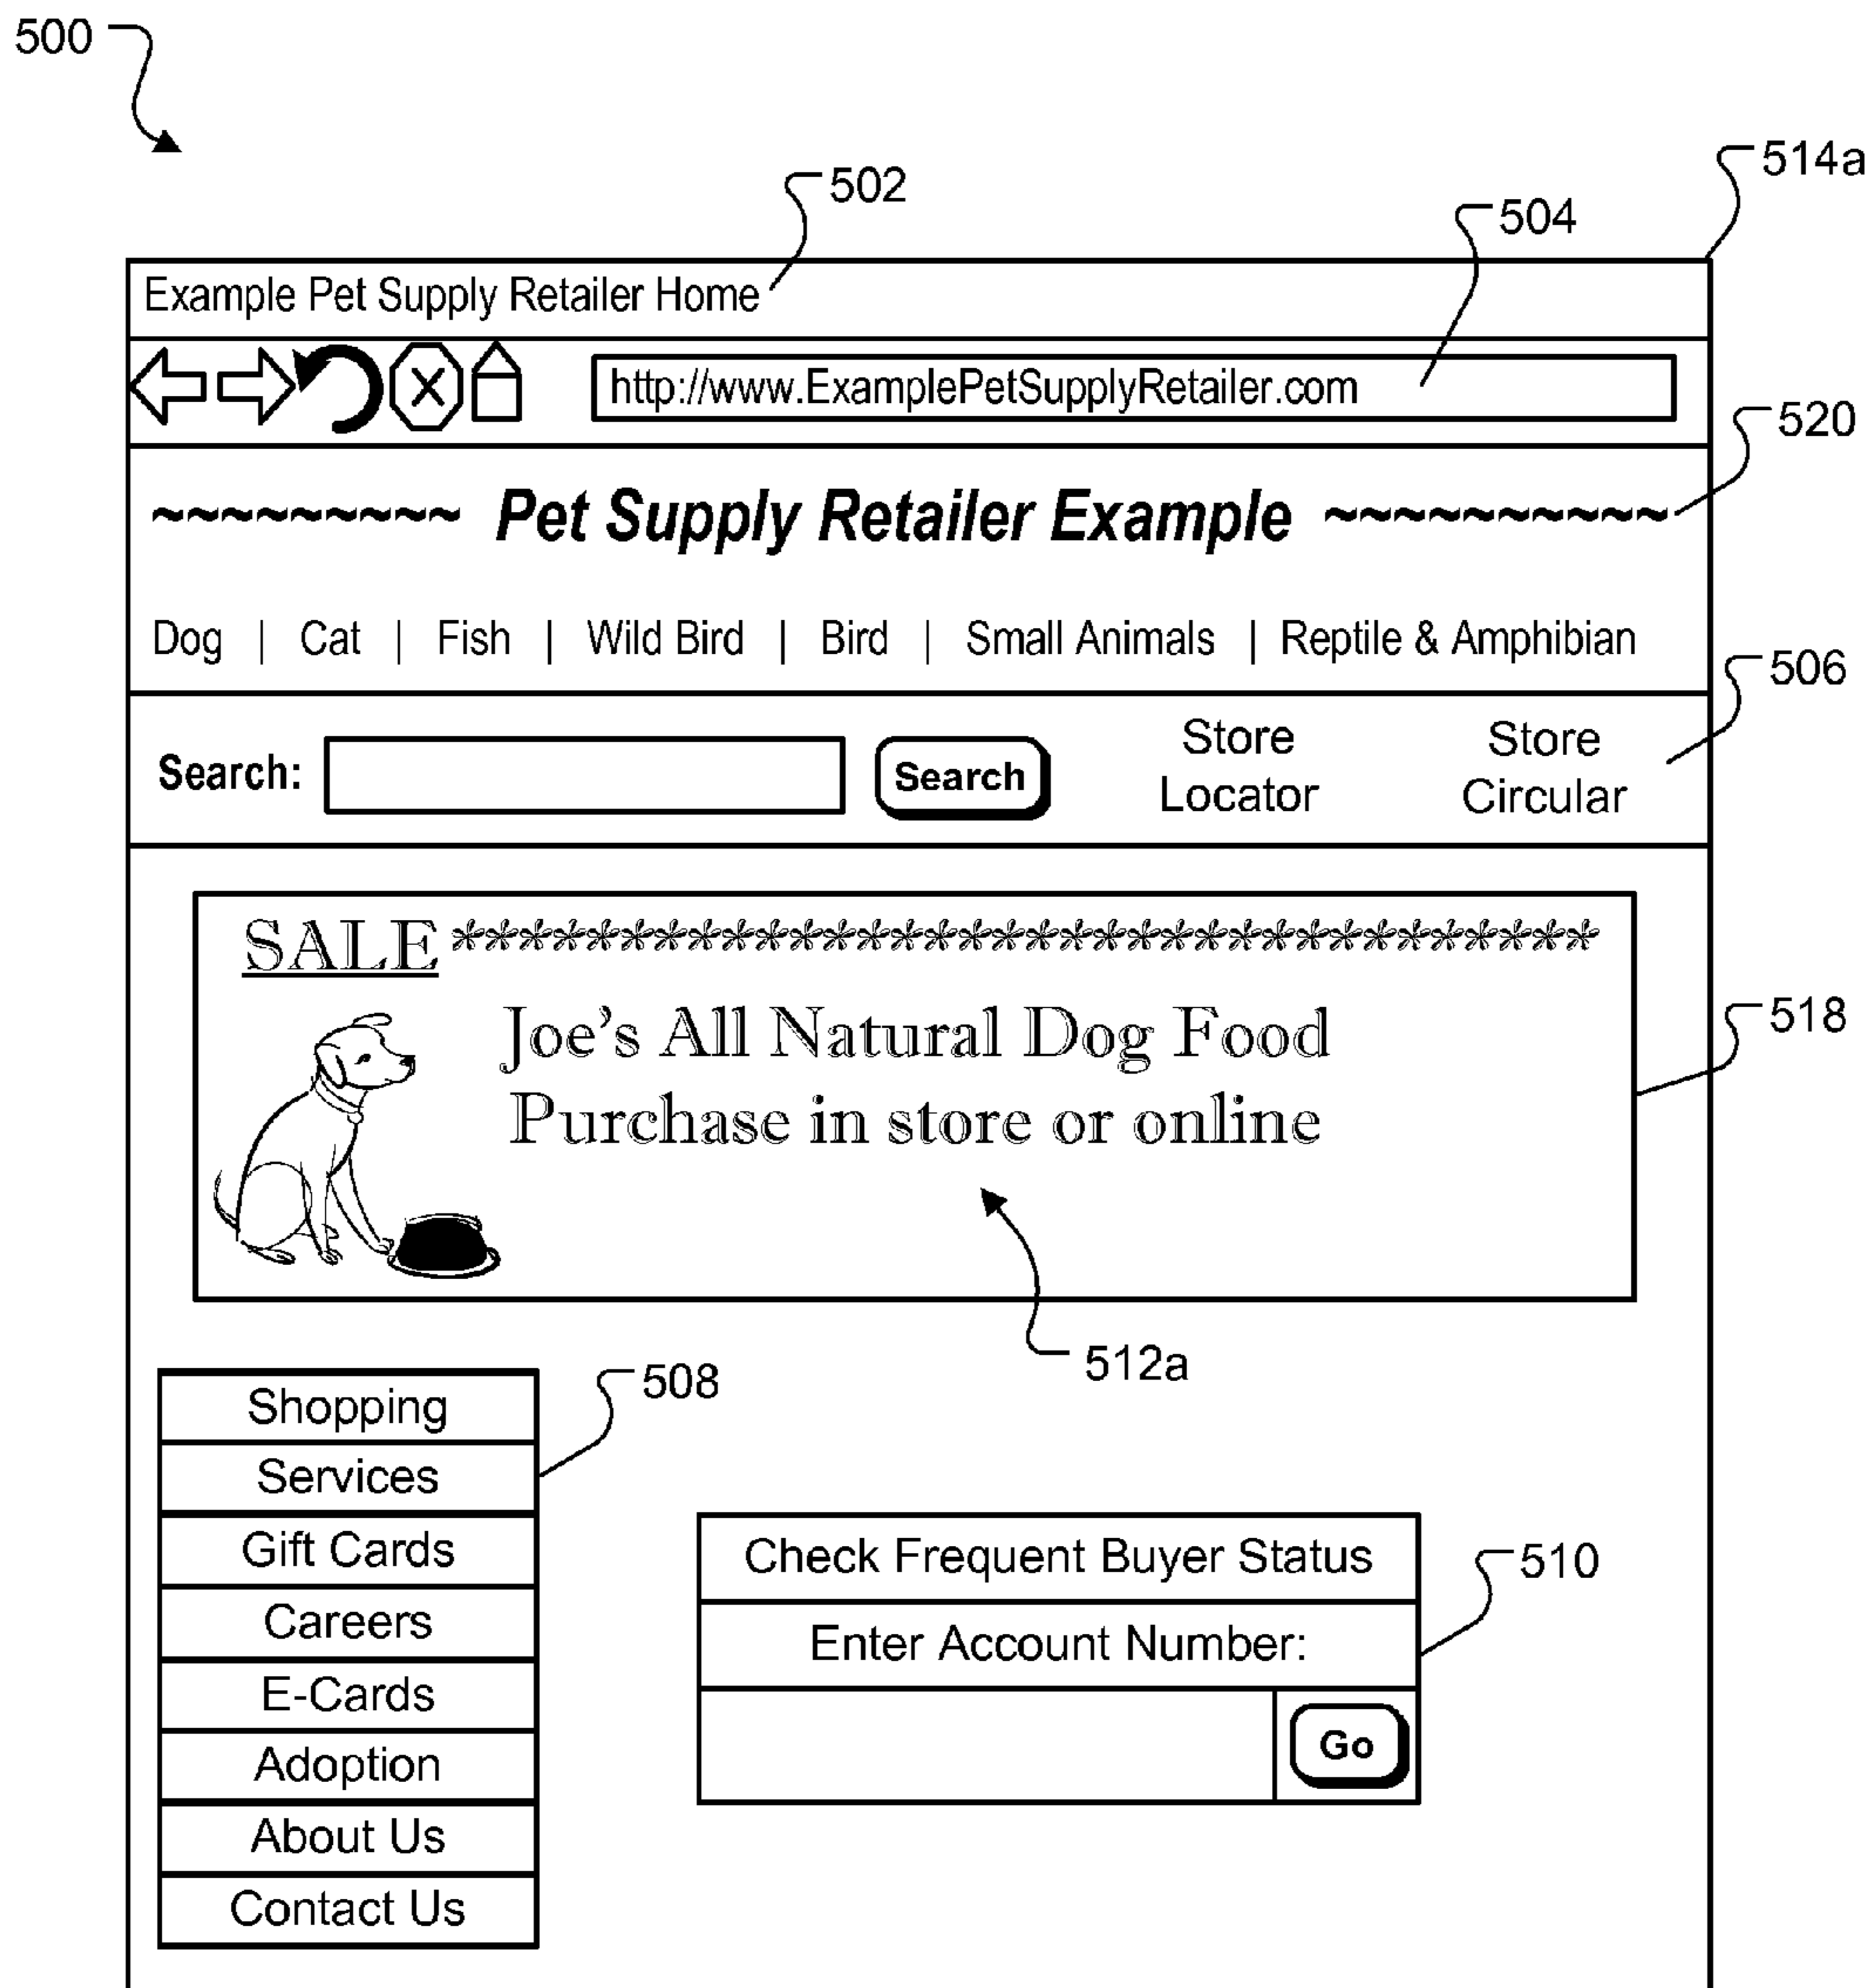 500
514a
502
504
Example Pet Supply Retailer Home
http://www.ExamplePetSupplyRetailer.com
520
~~~~~~~~~ Pet Supply Retailer Example ~~~~~~~~~~
Dog | Cat | Fish | Wild Bird | Bird | Small Animals | Reptile & Amphibian
506
Search: Search Store Locator Store Circular
SALE **********************************
518
Joe's All Natural Dog Food
Purchase in store or online
512a
508
Shopping
Services
Gift Cards
Careers
E-Cards
Adoption
About Us
Contact Us
510
Check Frequent Buyer Status
Enter Account Number:
Go